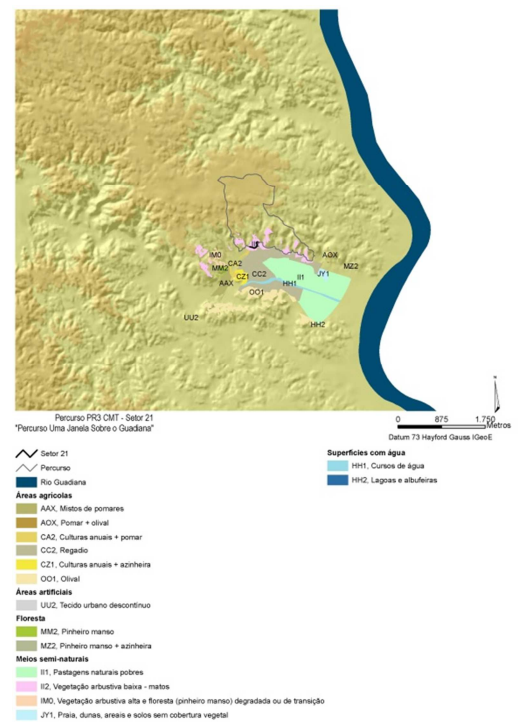 IM0
CA2
MM2
CZ1
CC2
AAX
OO1
HH1
II1
AOX
JY1
MZ2
UU2
HH2
Percurso PR3 CMT - Setor 21
"Percurso Uma Janela Sobre o Guadiana"
0 875 1.750
Metros
Datum 73 Hayford Gauss IGeoE
Setor 21
Percurso
Rio Guadiana
Áreas agrícolas
AAX, Mistos de pomares
AOX, Pomar + olival
CA2, Culturas anuais + pomar
CC2, Regadio
CZ1, Culturas anuais + azinheira
OO1, Olival
Áreas artificiais
UU2, Tecido urbano descontínuo
Floresta
MM2, Pinheiro manso
MZ2, Pinheiro manso + azinheira
Meios semi-naturais
II1, Pastagens naturais pobres
II2, Vegetação arbustiva baixa - matos
IM0, Vegetação arbustiva alta e floresta (pinheiro manso) degradada ou de transição
JY1, Praia, dunas, areais e solos sem cobertura vegetal
Superfícies com água
HH1, Cursos de água
HH2, Lagoas e albufeiras